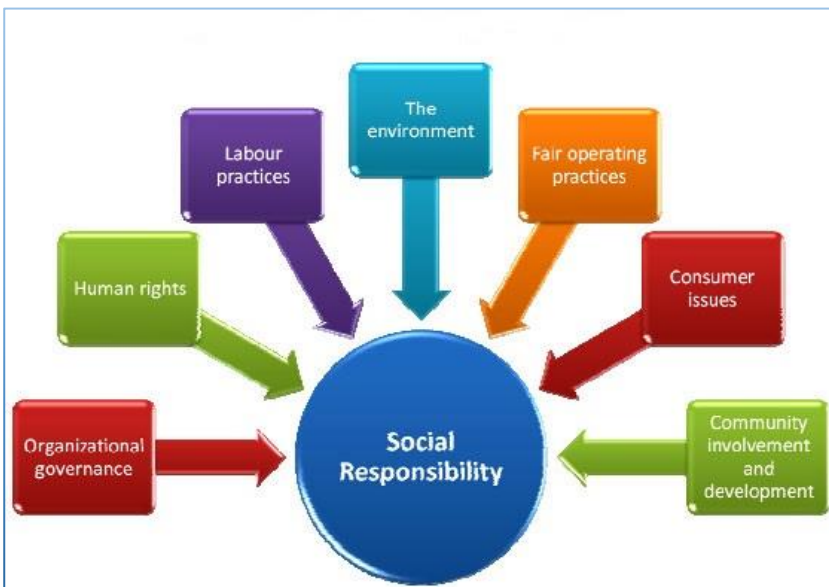 The
environment
Labour
practices
Fair operating
practices
Human rights
Consumer
issues
Organizational
governance
Social
Responsibility
Community
involvement
and
development